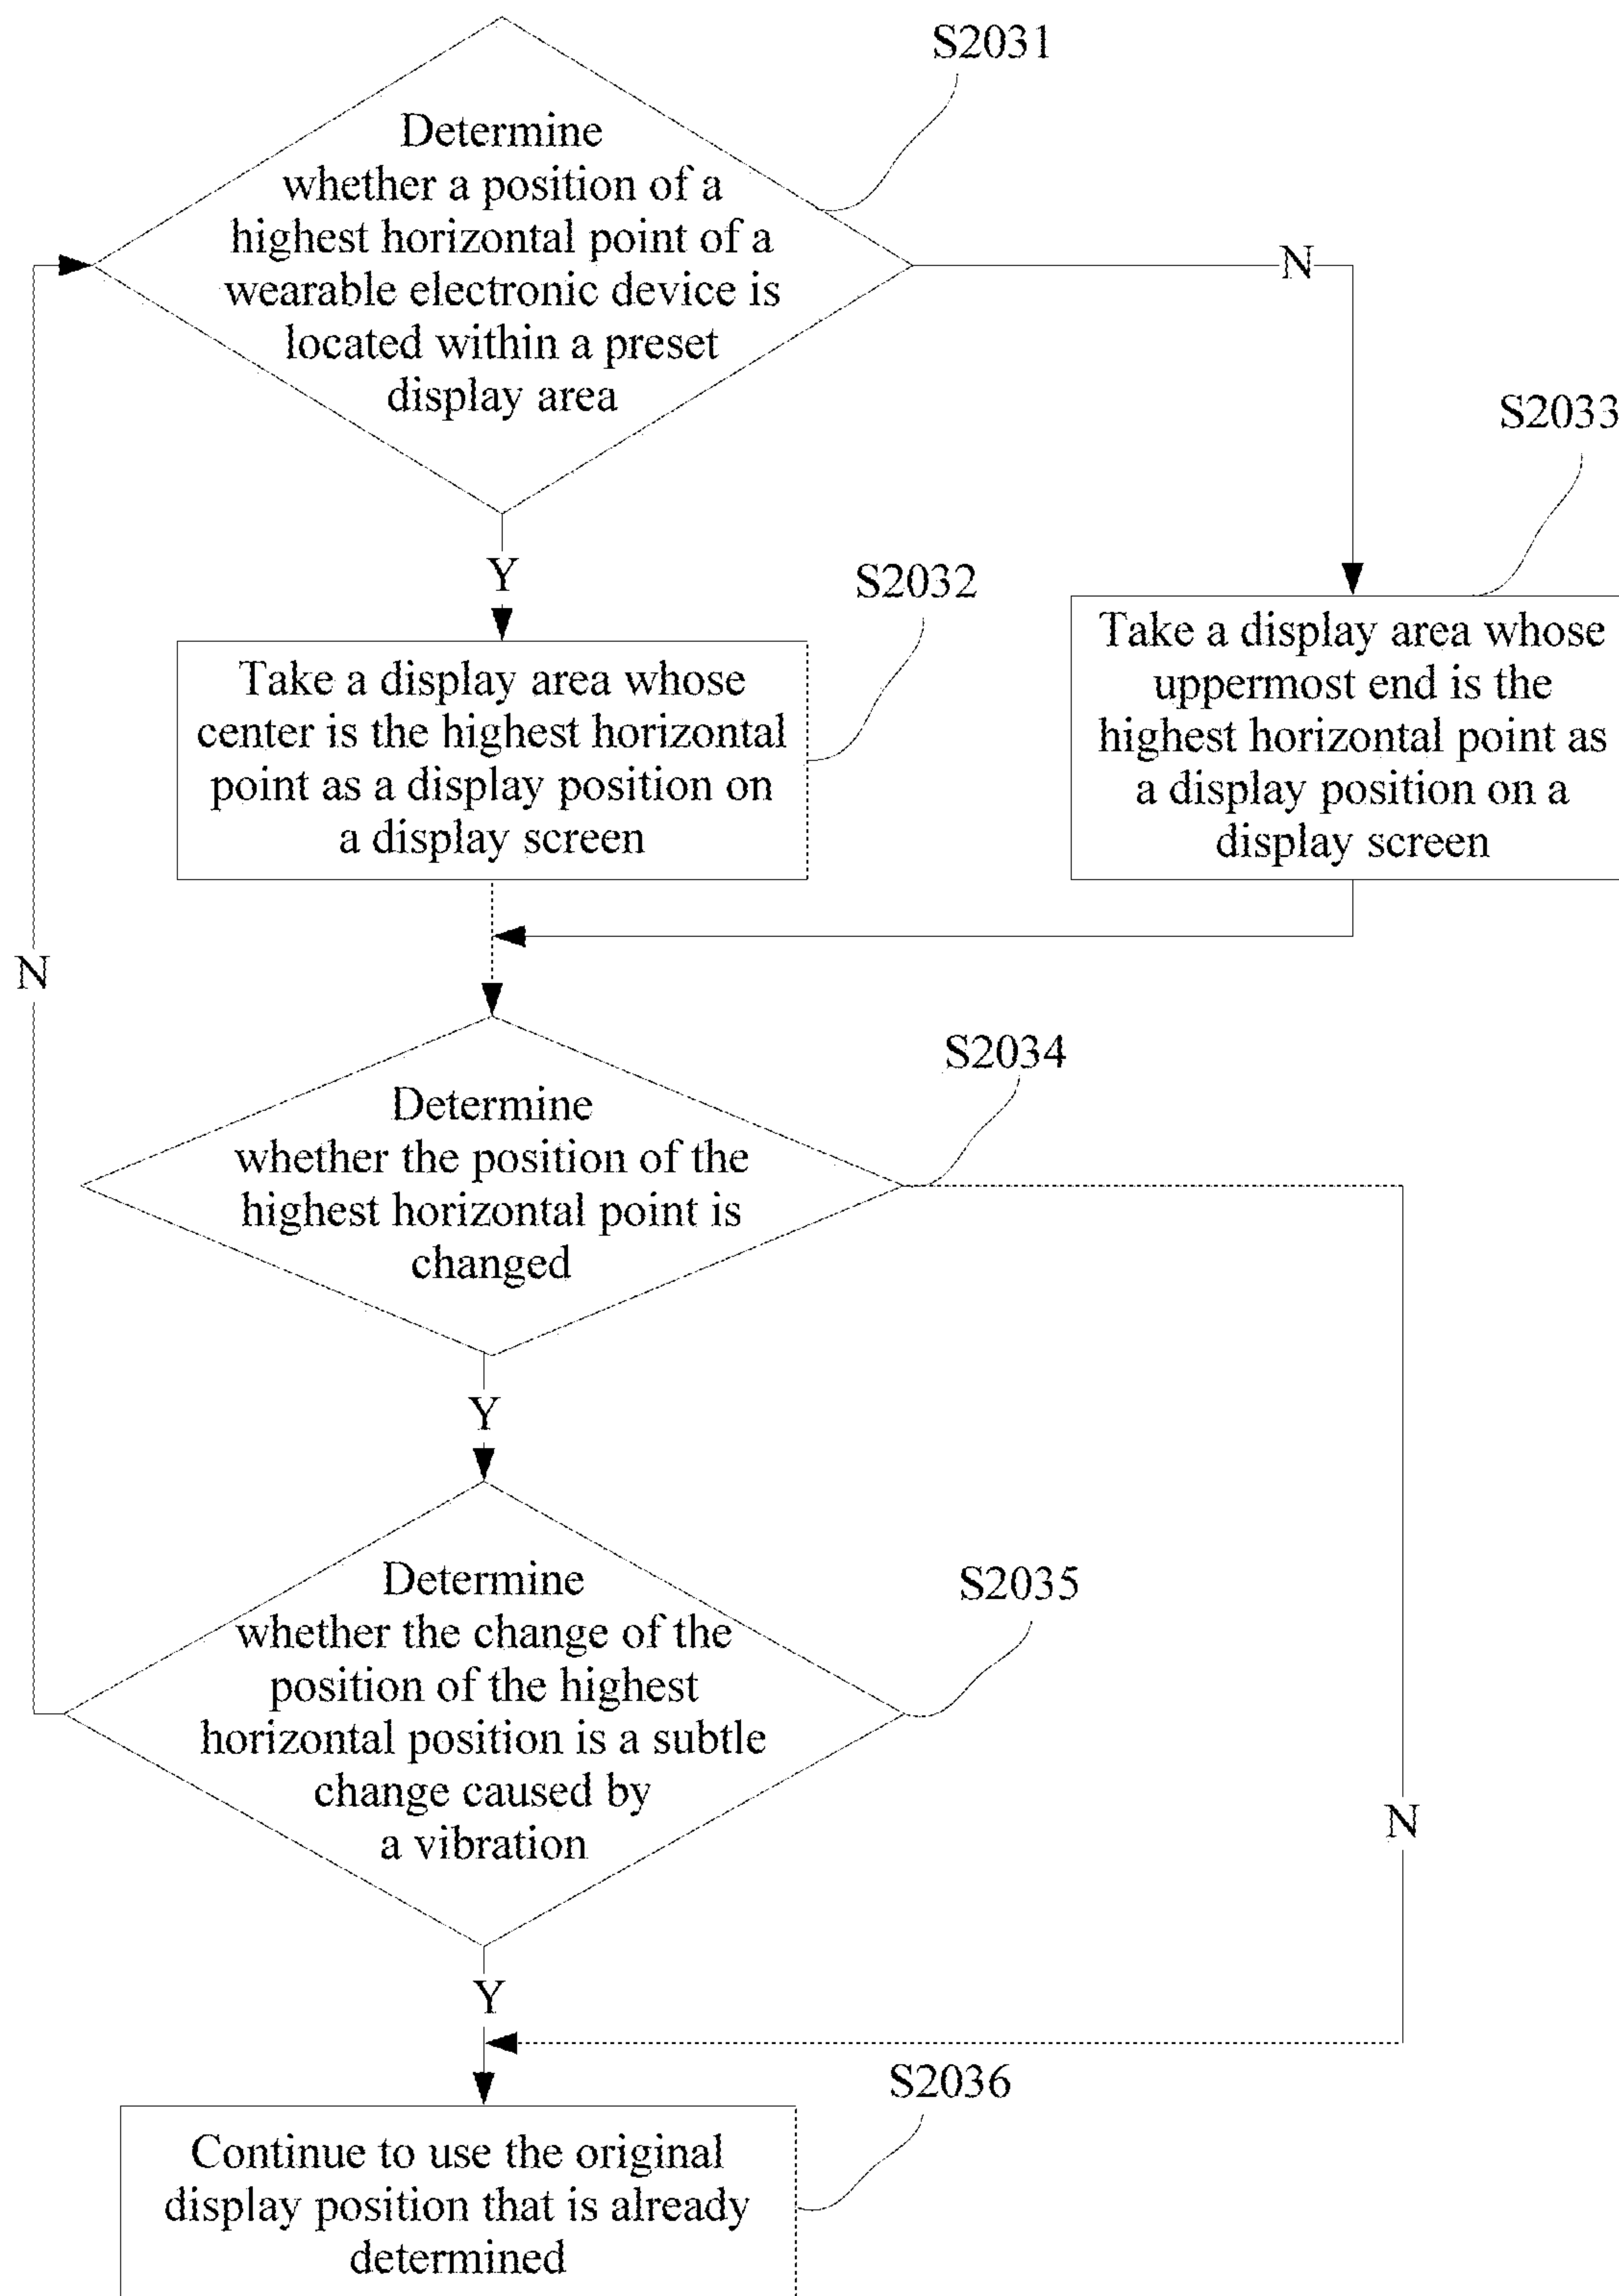 S2031
Determine
whether a position of a
highest horizontal point of a
wearable electronic device is
located within a preset
display area
N
Y
S2032
Take a display area whose
center is the highest horizontal
point as a display position on
a display screen
S2033
Take a display area whose
uppermost end is the
highest horizontal point as
a display position on a
display screen
N
S2034
Determine
whether the position of the
highest horizontal point is
changed
Y
S2035
Determine
whether the change of the
position of the highest
horizontal position is a subtle
change caused by
a vibration
N
Y
S2036
Continue to use the original
display position that is already
determined